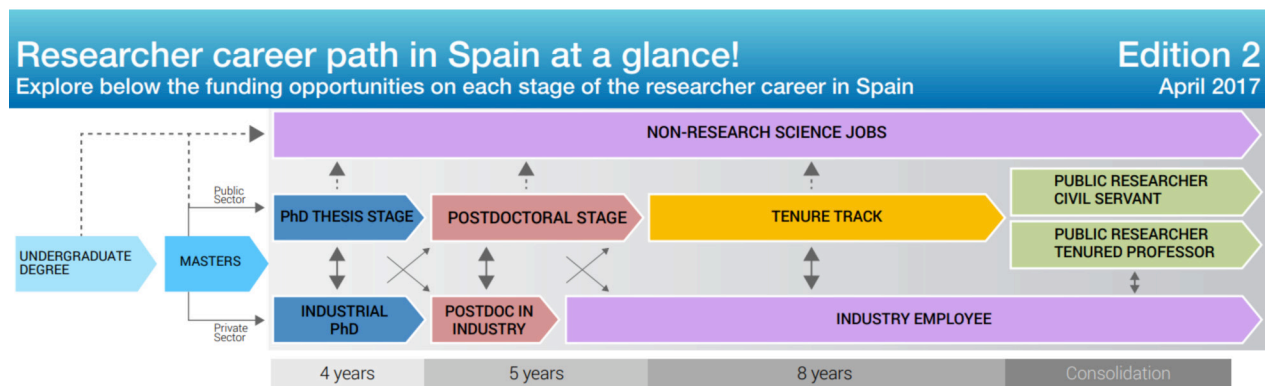 Researcher career path in Spain at a glance!
Edition 2
Explore below the funding opportunities on each stage of the researcher career in Spain
April 2017
NON-RESEARCH SCIENCE JOBS
Public
Sector
PhD THESIS STAGE
POSTDOCTORAL STAGE
TENURE TRACK
PUBLIC RESEARCHER
CIVIL SERVANT
PUBLIC RESEARCHER
TENURED PROFESSOR
UNDERGRADUATE
DEGREE
MASTERS
Private
Sector
INDUSTRIAL
PhD
POSTDOC IN
INDUSTRY
INDUSTRY EMPLOYEE
4 years
5 years
8 years
Consolidation